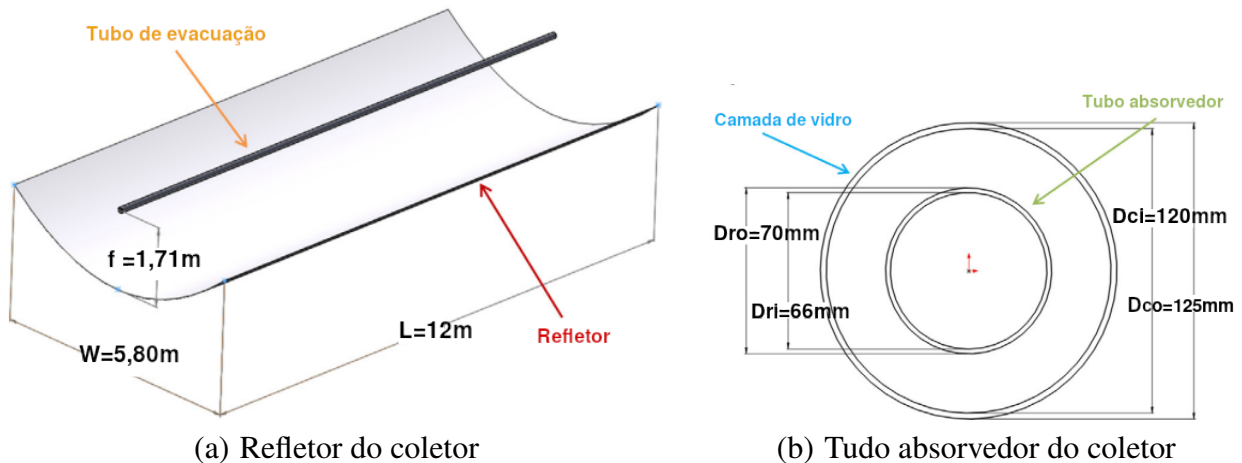 Tubo de evacuação
f =1,71m
W=5,80m
L=12m
Refletor
(a) Refletor do coletor
Camada de vidro
Tubo absorvedor
Dro=70mm
Dri=66mm
Dci=120mm
Dco=125mm
(b) Tudo absorvedor do coletor